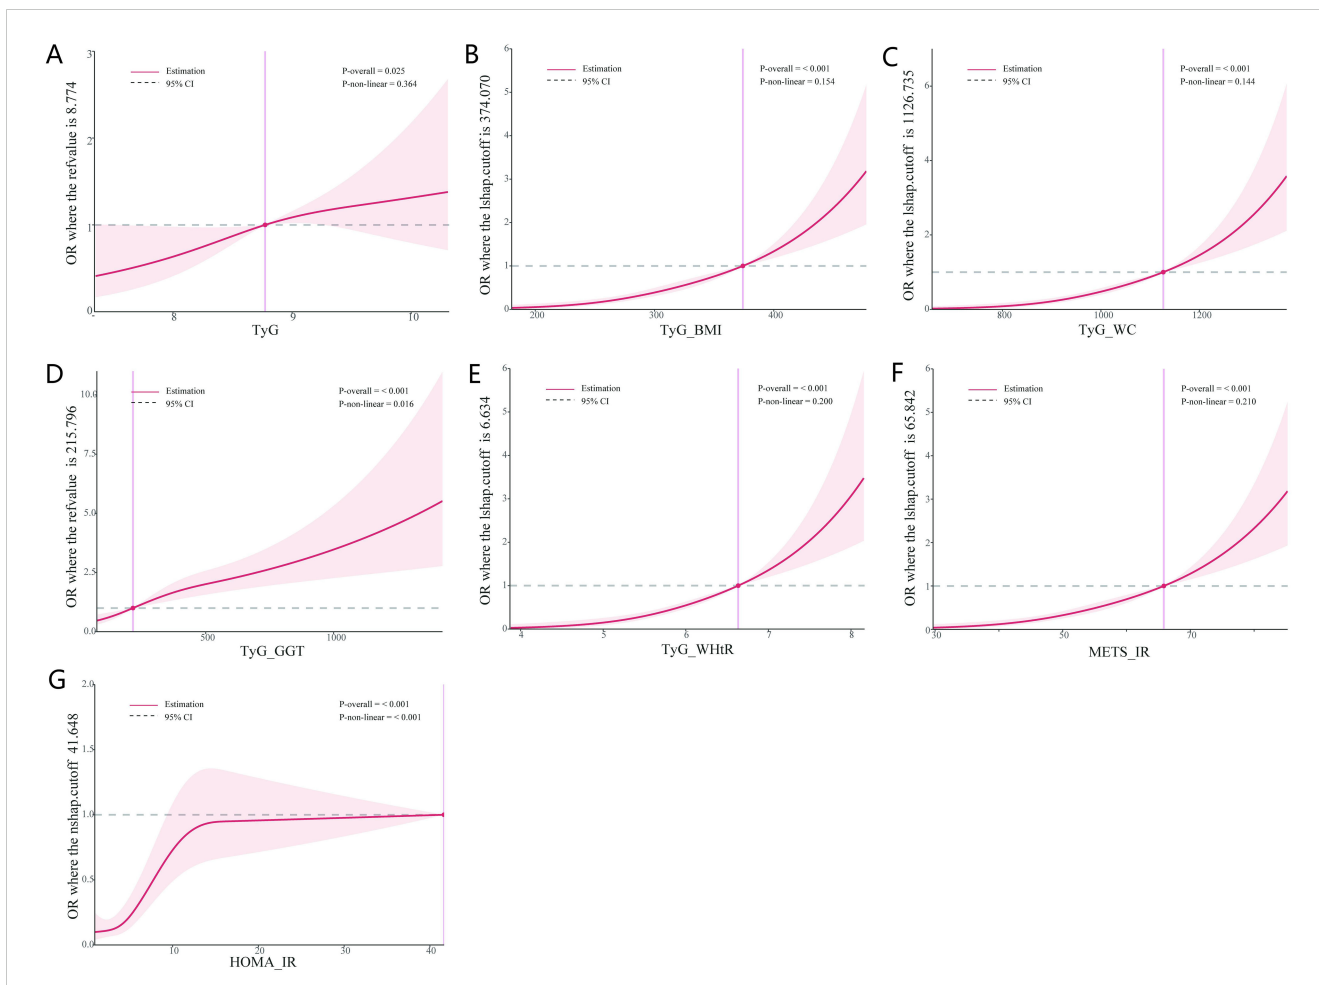 A
OR where the refvalue is 8.774
3
2
1
0
Estimation
95% CI
P-overall = 0.025
P-non-linear = 0.364
8
9
10
TyG
B
OR where the lshap.cutoff is 374.070
6
5
4
3
2
1
0
Estimation
95% CI
P-overall = < 0.001
P-non-linear = 0.154
200
300
400
TyG_BMI
C
OR where the lshap.cutoff is 1126.735
6
4
2
0
Estimation
95% CI
P-overall = < 0.001
P-non-linear = 0.144
800
1000
1200
TyG_WC
D
OR where the refvalue is 215.796
10.6
7.5
5.0
2.5
0.0
Estimation
95% CI
P-overall = < 0.001
P-non-linear = 0.016
500
1000
TyG_GGT
E
OR where the lshap.cutoff is 6.634
6
5
4
3
2
1
0
Estimation
95% CI
P-overall = < 0.001
P-non-linear = 0.200
4
5
6
7
8
TyG_WHtR
F
OR where the lshap.cutoff is 65.842
6
5
4
3
2
1
0
Estimation
95% CI
P-overall = < 0.001
P-non-linear = 0.210
30
50
70
METS_IR
G
OR where the nshap.cutoff 41.648
2.0
1.5
1.0
0.5
0.0
Estimation
95% CI
P-overall = < 0.001
P-non-linear = < 0.001
10
20
30
40
HOMA_IR